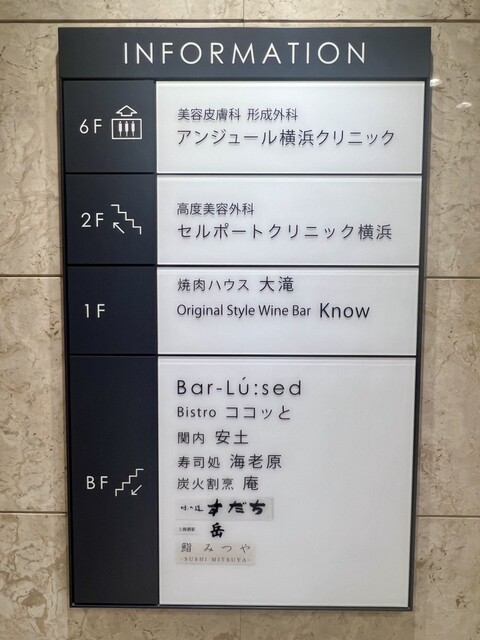 INFORMATION
6F
美容皮膚科 形成外科
アンジュール横浜クリニック
2F
高度美容外科
セルポートクリニック横浜
1F
焼肉ハウス 大滝
Original Style Wine Bar Know
BF
Bar-Lú:sed
Bistro ココッと
関内 安土
寿司処 海老原
炭火割烹 庵
すだち
岳
鮨 みつや
-SUSHI MITSUYA-